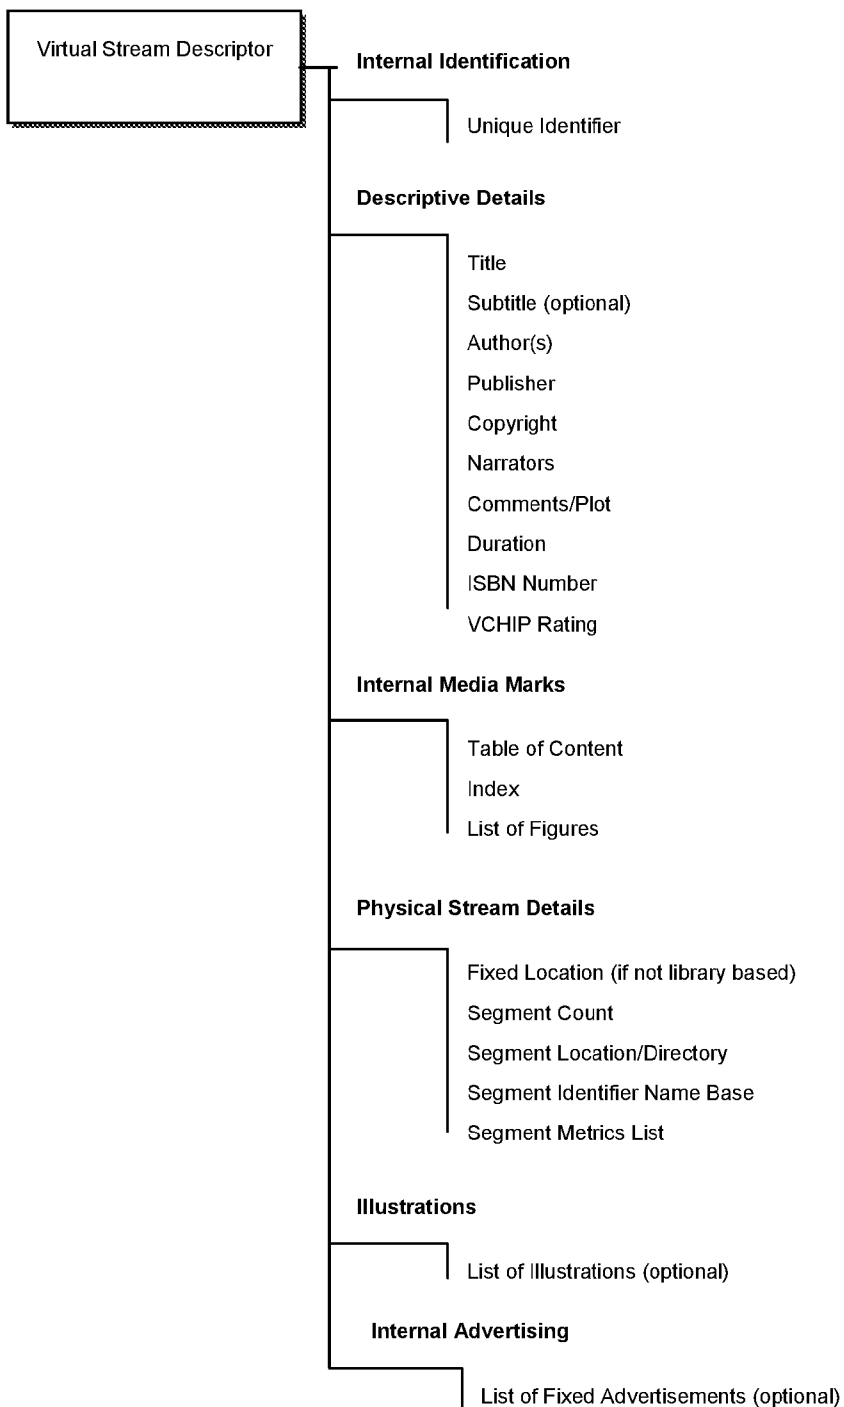 Virtual Stream Descriptor
Internal Identification
Unique Identifier
Descriptive Details
Title
Subtitle (optional)
Author(s)
Publisher
Copyright
Narrators
Comments/Plot
Duration
ISBN Number
VCHIP Rating
Internal Media Marks
Table of Content
Index
List of Figures
Physical Stream Details
Fixed Location (if not library based)
Segment Count
Segment Location/Directory
Segment Identifier Name Base
Segment Metrics List
Illustrations
List of Illustrations (optional)
Internal Advertising
List of Fixed Advertisements (optional)